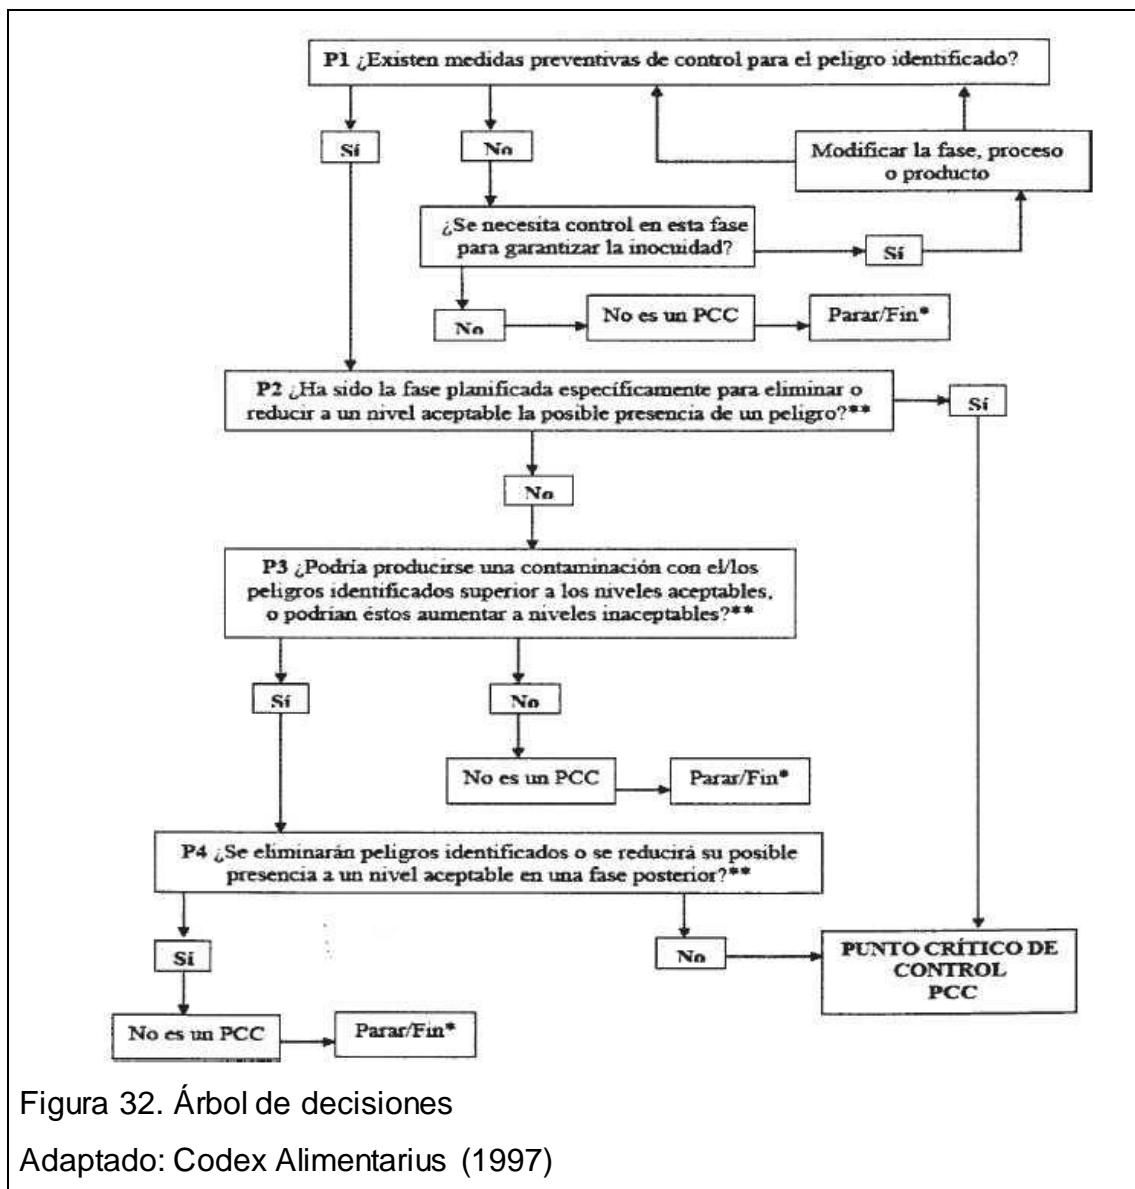 P1 ¿Existen medidas preventivas de control para el peligro identificado?
Sí
No
Modificar la fase, proceso
o producto
¿Se necesita control en esta fase
para garantizar la inocuidad?
Sí
No
No es un PCC
Parar/Fin*
P2 ¿Ha sido la fase planificada específicamente para eliminar o
reducir a un nivel aceptable la posible presencia de un peligro?**
Sí
No
P3 ¿Podría producirse una contaminación con el/los
peligros identificados superior a los niveles aceptables,
o podrian éstos aumentar a niveles inaceptables?**
Sí
No
No es un PCC
Parar/Fin*
P4 ¿Se eliminarán peligros identificados o se reducirá su posible
presencia a un nivel aceptable en una fase posterior?**
Sí
No
PUNTO CRÍTICO DE
CONTROL
PCC
No es un PCC
Parar/Fin*
Figura 32. Árbol de decisiones
Adaptado: Codex Alimentarius (1997)